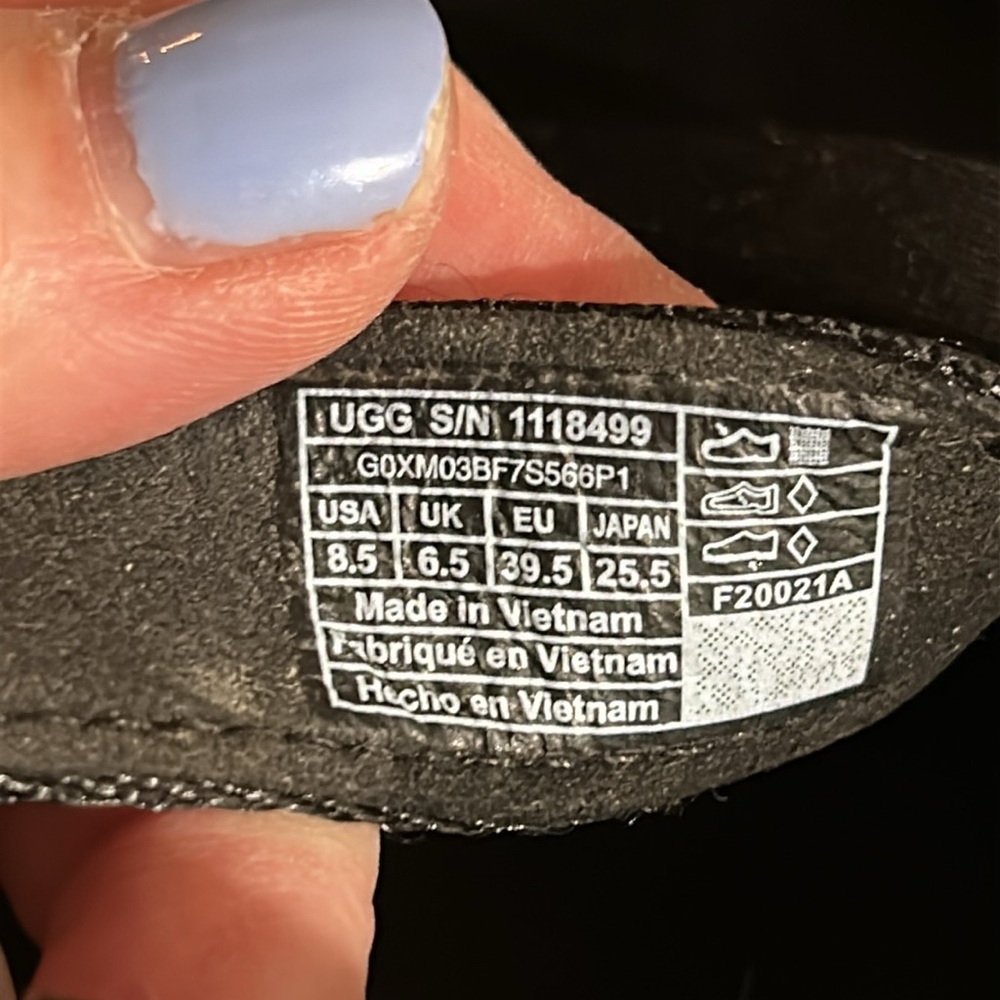 UGG S/N 1118499
G0XM03BF7S566P1
USA UK EU JAPAN
8.5 6.5 39.5 25.5
Made in Vietnam
Fabriqué en Vietnam
Hecho en Vietnam
F20021A